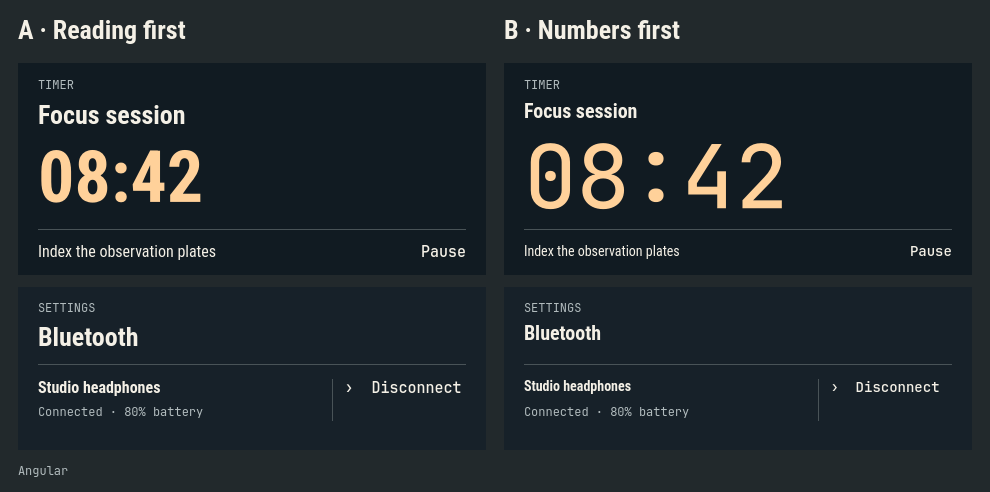 A · Reading first
TIMER
Focus session
08:42
Index the observation plates
Pause
SETTINGS
Bluetooth
Studio headphones
Connected · 80% battery
› Disconnect
B · Numbers first
TIMER
Focus session
08:42
Index the observation plates
Pause
SETTINGS
Bluetooth
Studio headphones
Connected · 80% battery
› Disconnect
Angular